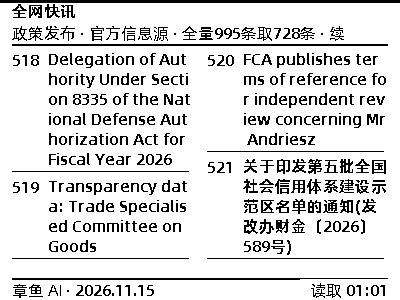 全网快讯
政策发布 · 官方信息源 · 全量995条取728条 · 续
518 Delegation of Aut
hority Under Secti
on 8335 of the Nat
ional Defense Aut
horization Act for
Fiscal Year 2026
519 Transparency dat
a: Trade Specialis
ed Committee on
Goods
520 FCA publishes ter
ms of reference fo
r independent rev
iew concerning Mr
Andriesz
521 关于印发第五批全国
社会信用体系建设示
范区名单的通知(发
改办财金〔2026〕
589号)
章鱼 AI · 2026.11.15
读取 01:01